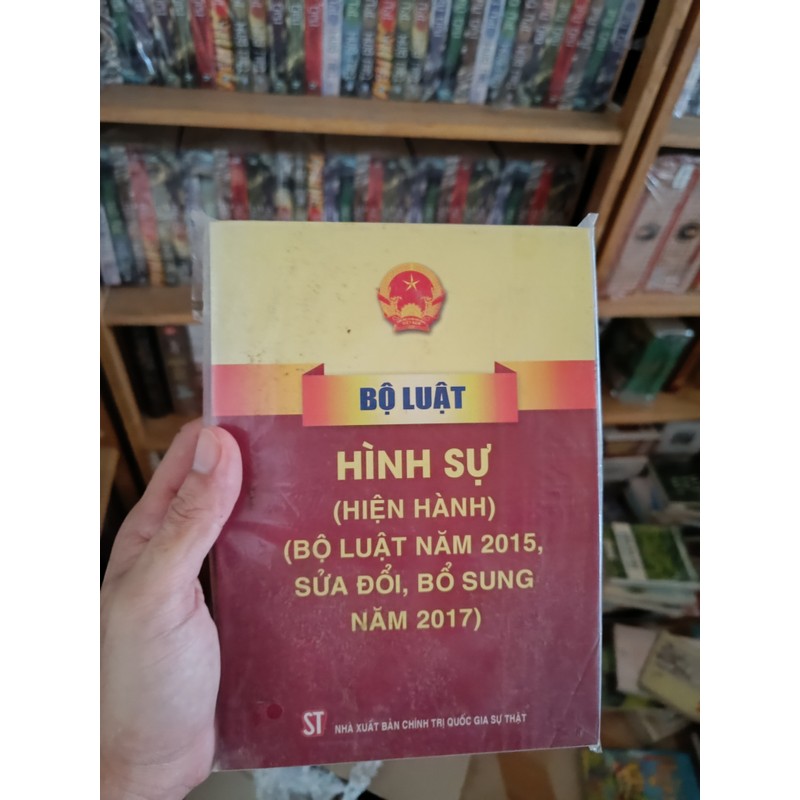 BỘ LUẬT
HÌNH SỰ
(HIỆN HÀNH)
(BỘ LUẬT NĂM 2015,
SỬA ĐỔI, BỔ SUNG
NĂM 2017)
ST NHÀ XUẤT BẢN CHÍNH TRỊ QUỐC GIA SỰ THẬT